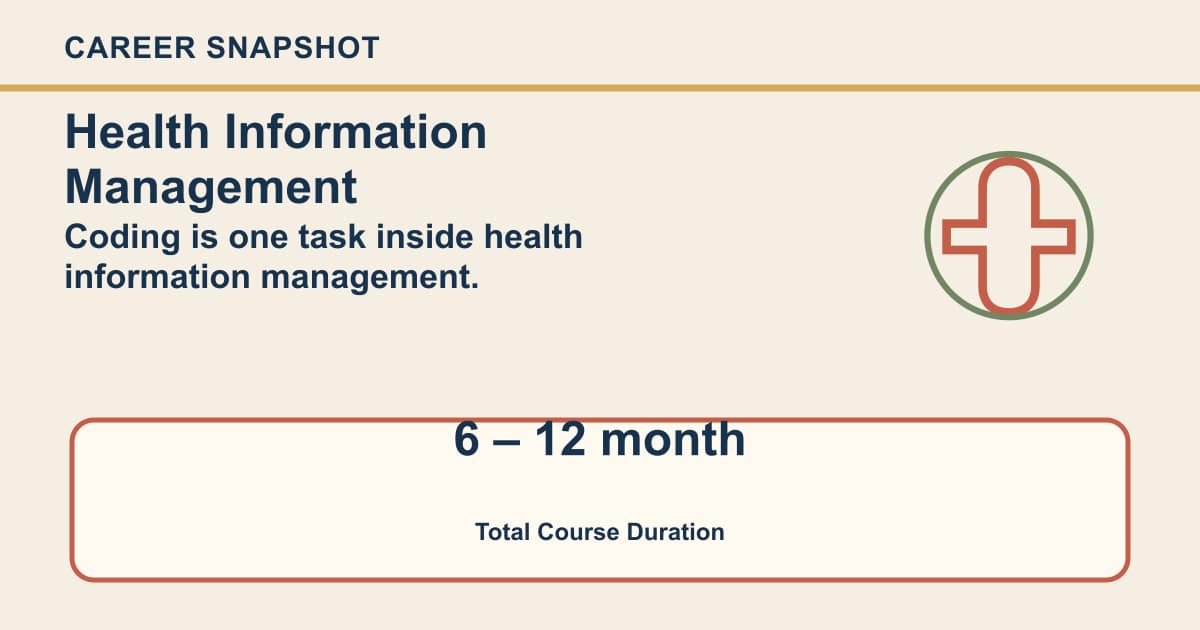 CAREER SNAPSHOT
Health Information
Management
Coding is one task inside health
information management.
6 – 12 month
Total Course Duration